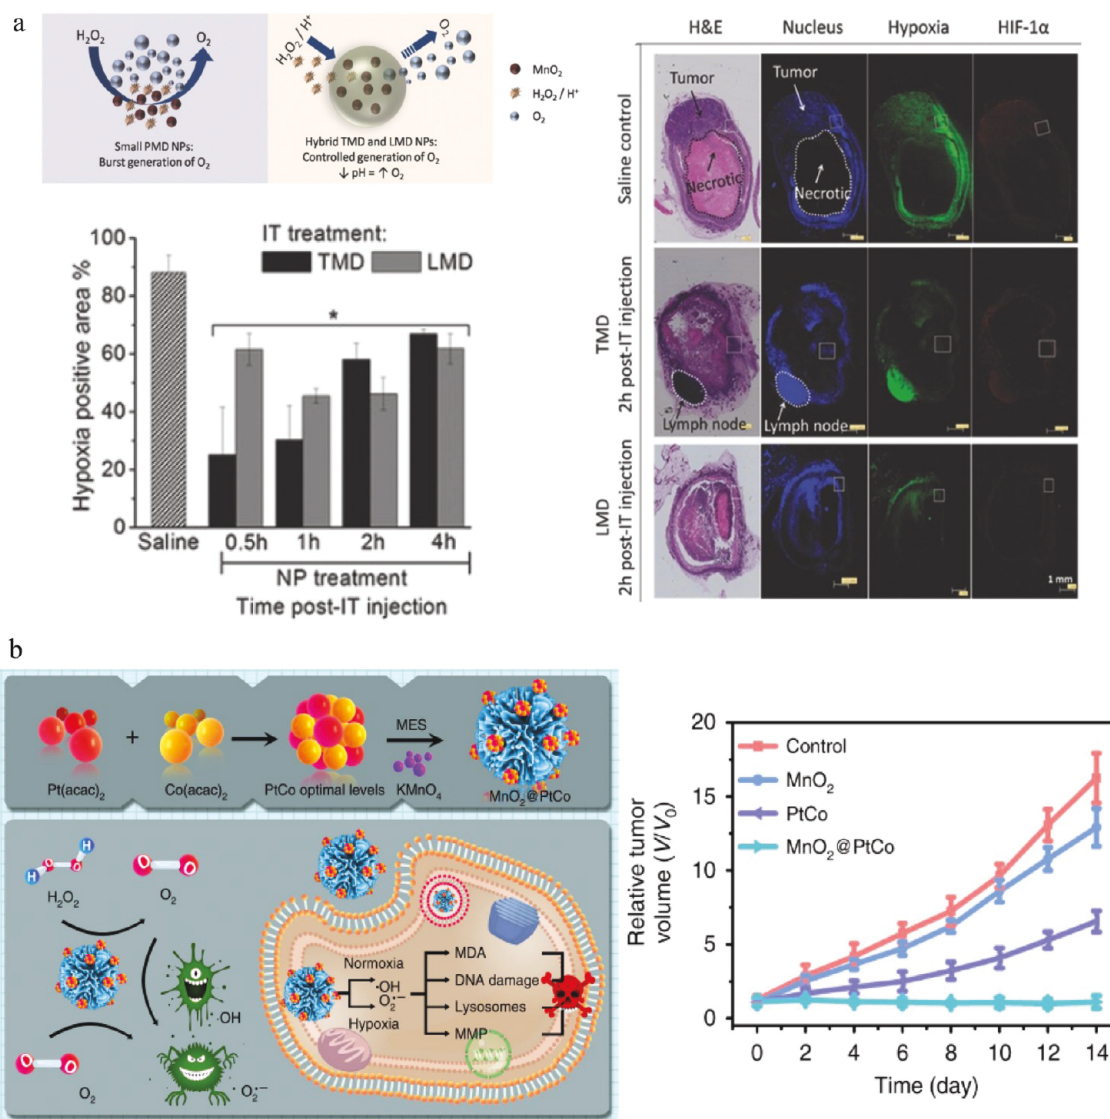 a
H₂O₂
O₂
Small PMD NPs:
Burst generation of O₂
H₂O₂ / H⁺
O₂
Hybrid TMD and LMD NPs:
Controlled generation of O₂
↓ pH = ↑ O₂
MnO₂
H₂O₂ / H⁺
O₂
Hypoxia positive area %
100
80
60
40
20
0
IT treatment:
TMD LMD
*
Saline 0.5h 1h 2h 4h
NP treatment
Time post-IT injection
H&E Nucleus Hypoxia HIF-1α
Saline control
Tumor
Necrotic
Tumor
Necrotic
TMD
2h post-IT injection
Lymph node
Lymph node
LMD
2h post-IT injection
1 mm
b
Pt(acac)₂
+
Co(acac)₂
PtCo optimal levels
MES
KMnO₄
MnO₂@PtCo
H
H
O O
H₂O₂
O O
O₂
·OH
O O
O₂
· O₂·⁻
Normoxia
·OH
O₂·⁻
Hypoxia
MDA
DNA damage
Lysosomes
MMP
Relative tumor
volume (V/V₀)
20
15
10
5
0
Control
MnO₂
PtCo
MnO₂@PtCo
0 2 4 6 8 10 12 14
Time (day)